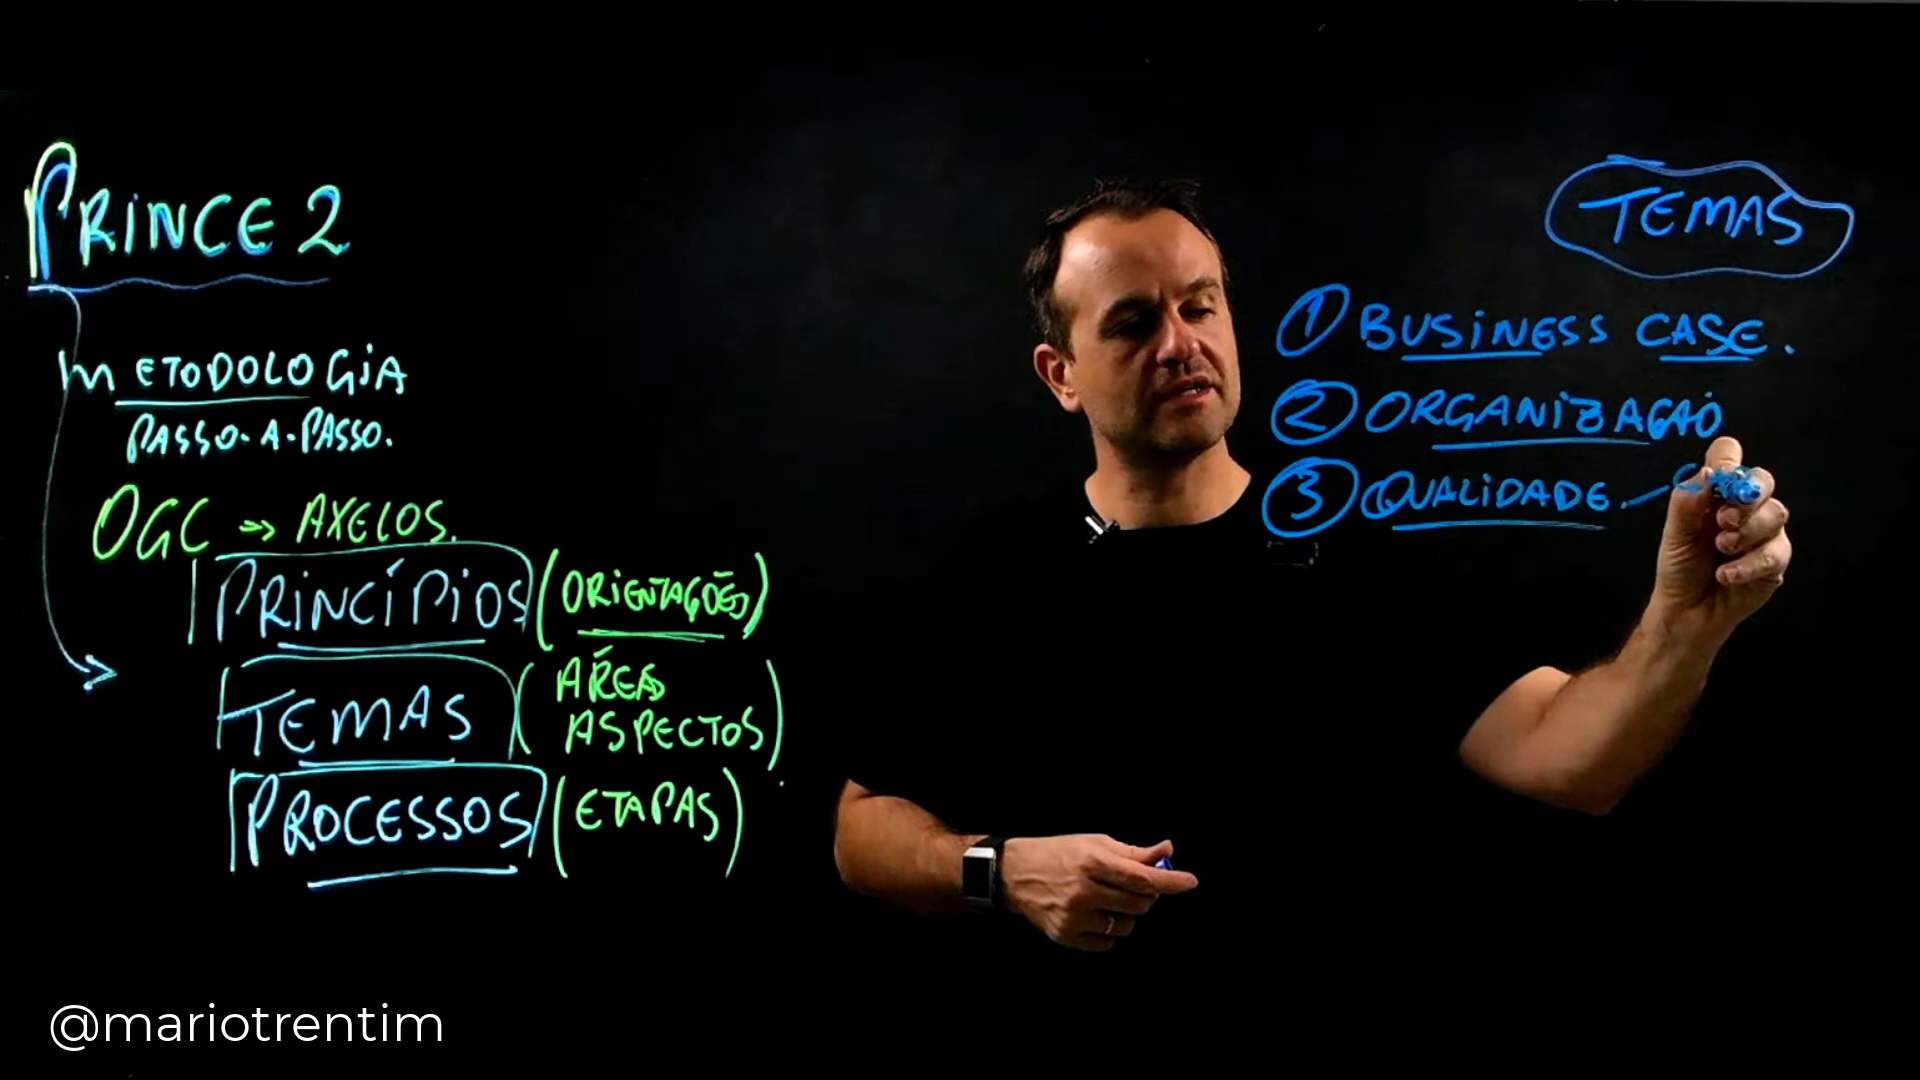 PRINCE 2
METODOLOGIA
PASSO-A-PASSO.
OGC ->> AXELOS.
PRINCÍPIOS (ORIENTAÇÕES)
TEMAS (ÁREAS
ASPECTOS)
PROCESSOS (ETAPAS)
TEMAS
1 BUSINESS CASE.
2 ORGANIZAÇÃO
3 QUALIDADE.
@mariotrentim